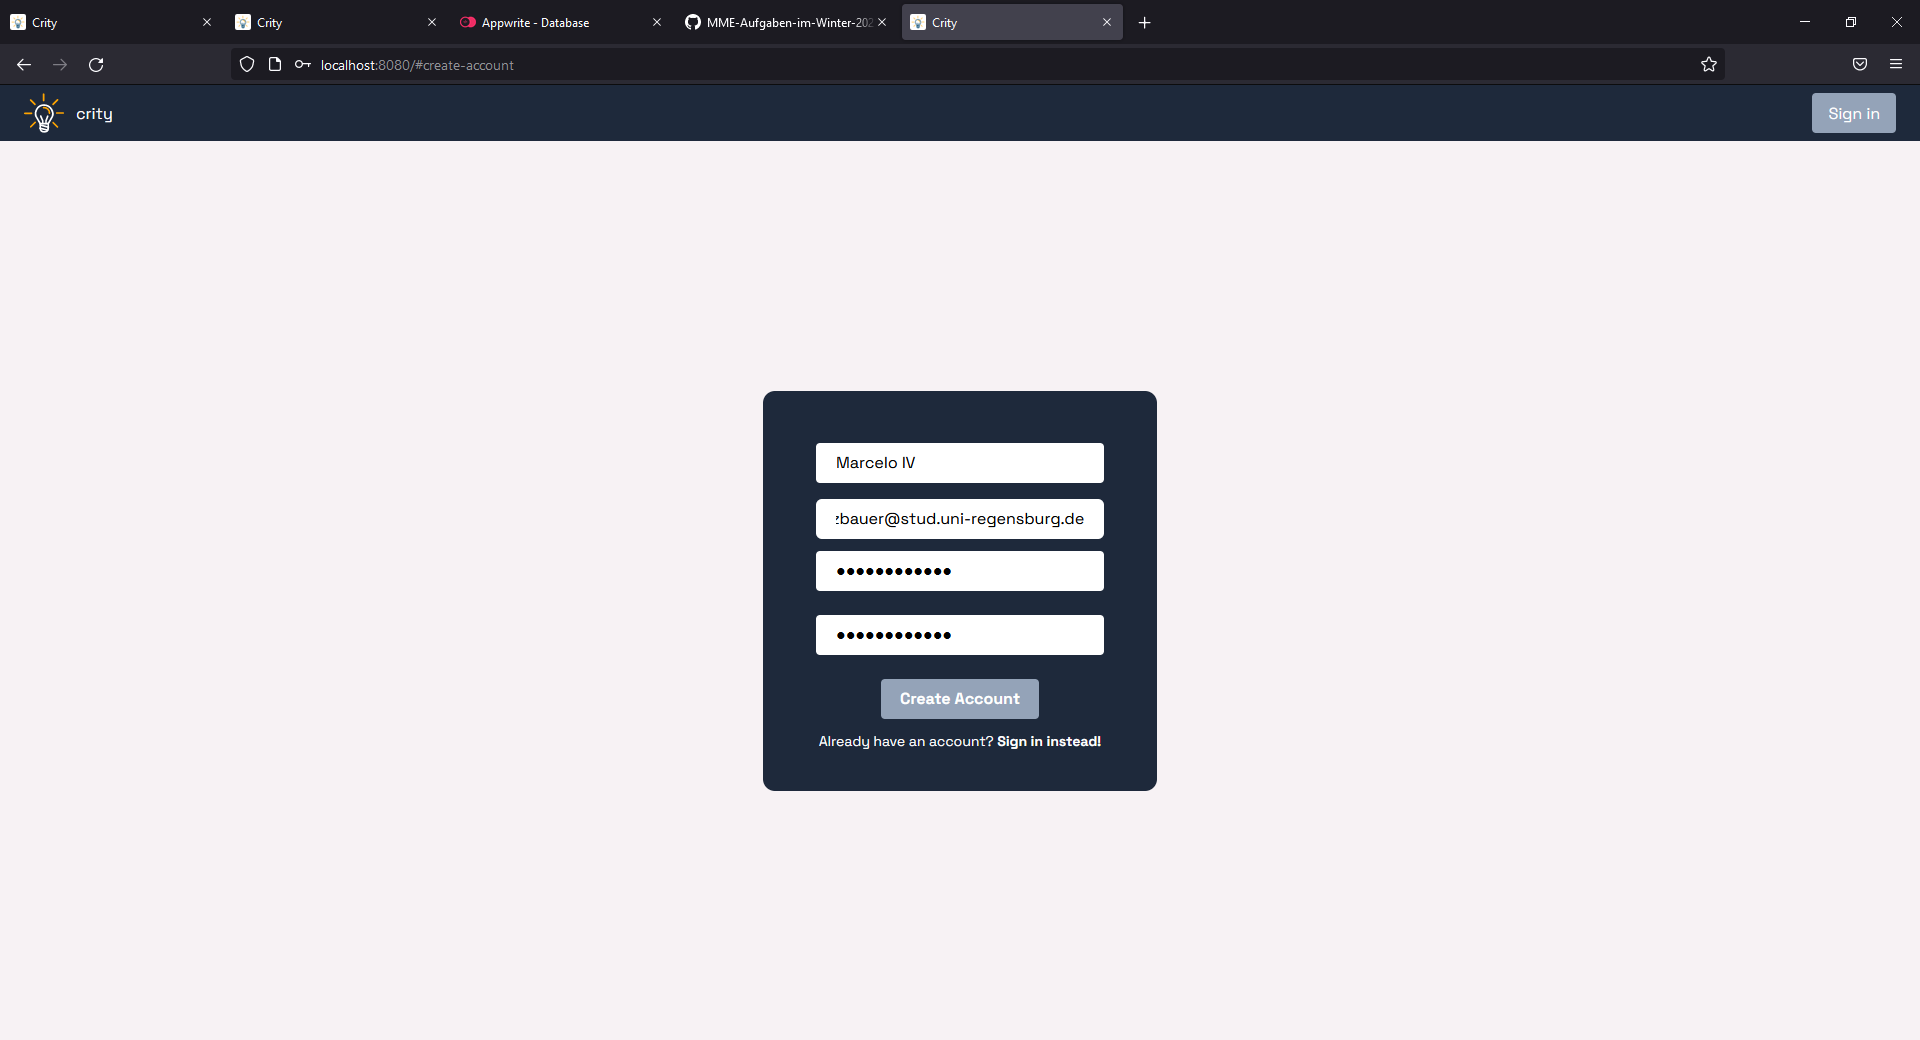 Crity
Crity
Appwrite - Database
MME-Aufgaben-im-Winter-202
Crity
localhost:8080/#create-account
crity
Sign in
Marcelo IV
zbauer@stud.uni-regensburg.de
Create Account
Already have an account? Sign in instead!